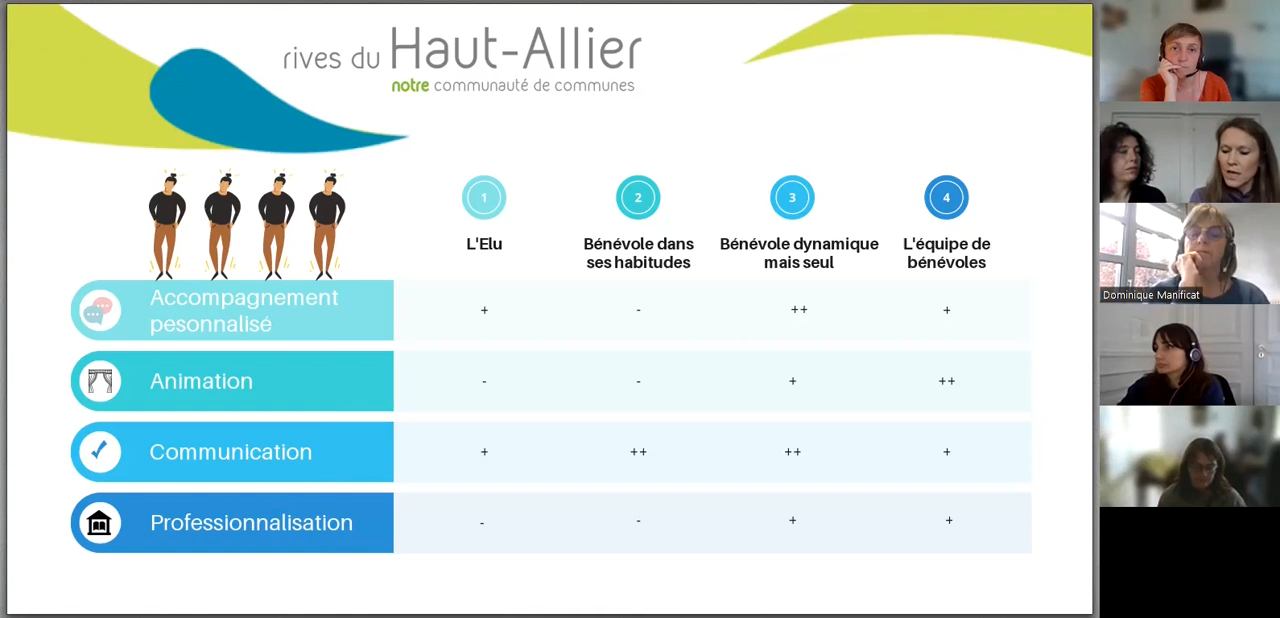 rives du Haut-Allier
notre communauté de communes
1
2
3
4
L'Elu
Bénévole dans
ses habitudes
Bénévole dynamique
mais seul
L'équipe de
bénévoles
Accompagnement
pesonnalisé
+
-
++
+
Animation
-
-
+
++
Communication
+
++
++
+
Professionnalisation
-
-
+
+
Dominique Manificat